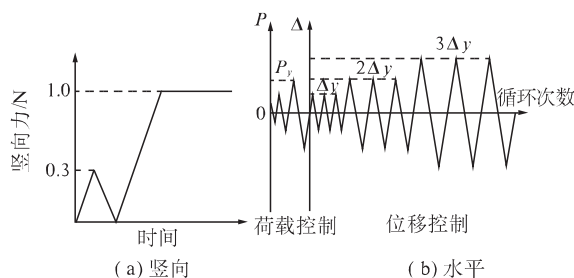 竖向力/N
1.0
0.3
时间
(a)竖向
P
Δ
3Δy
P_y
2Δy
Δy
0
循环次数
荷载控制
位移控制
(b)水平